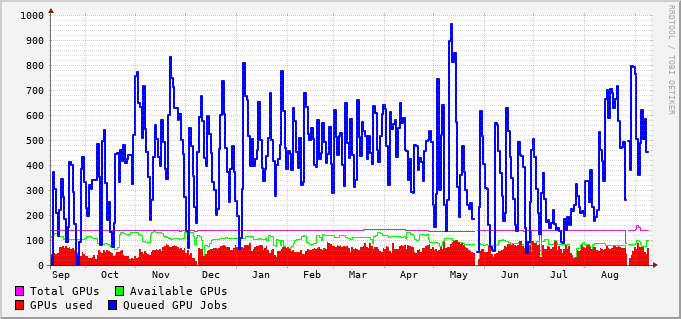 1000
900
800
700
600
500
400
300
200
100
0
Sep Oct Nov Dec Jan Feb Mar Apr May Jun Jul Aug
Total GPUs Available GPUs
GPUs used Queued GPU Jobs
RRDTOOL / TOBI OETIKER